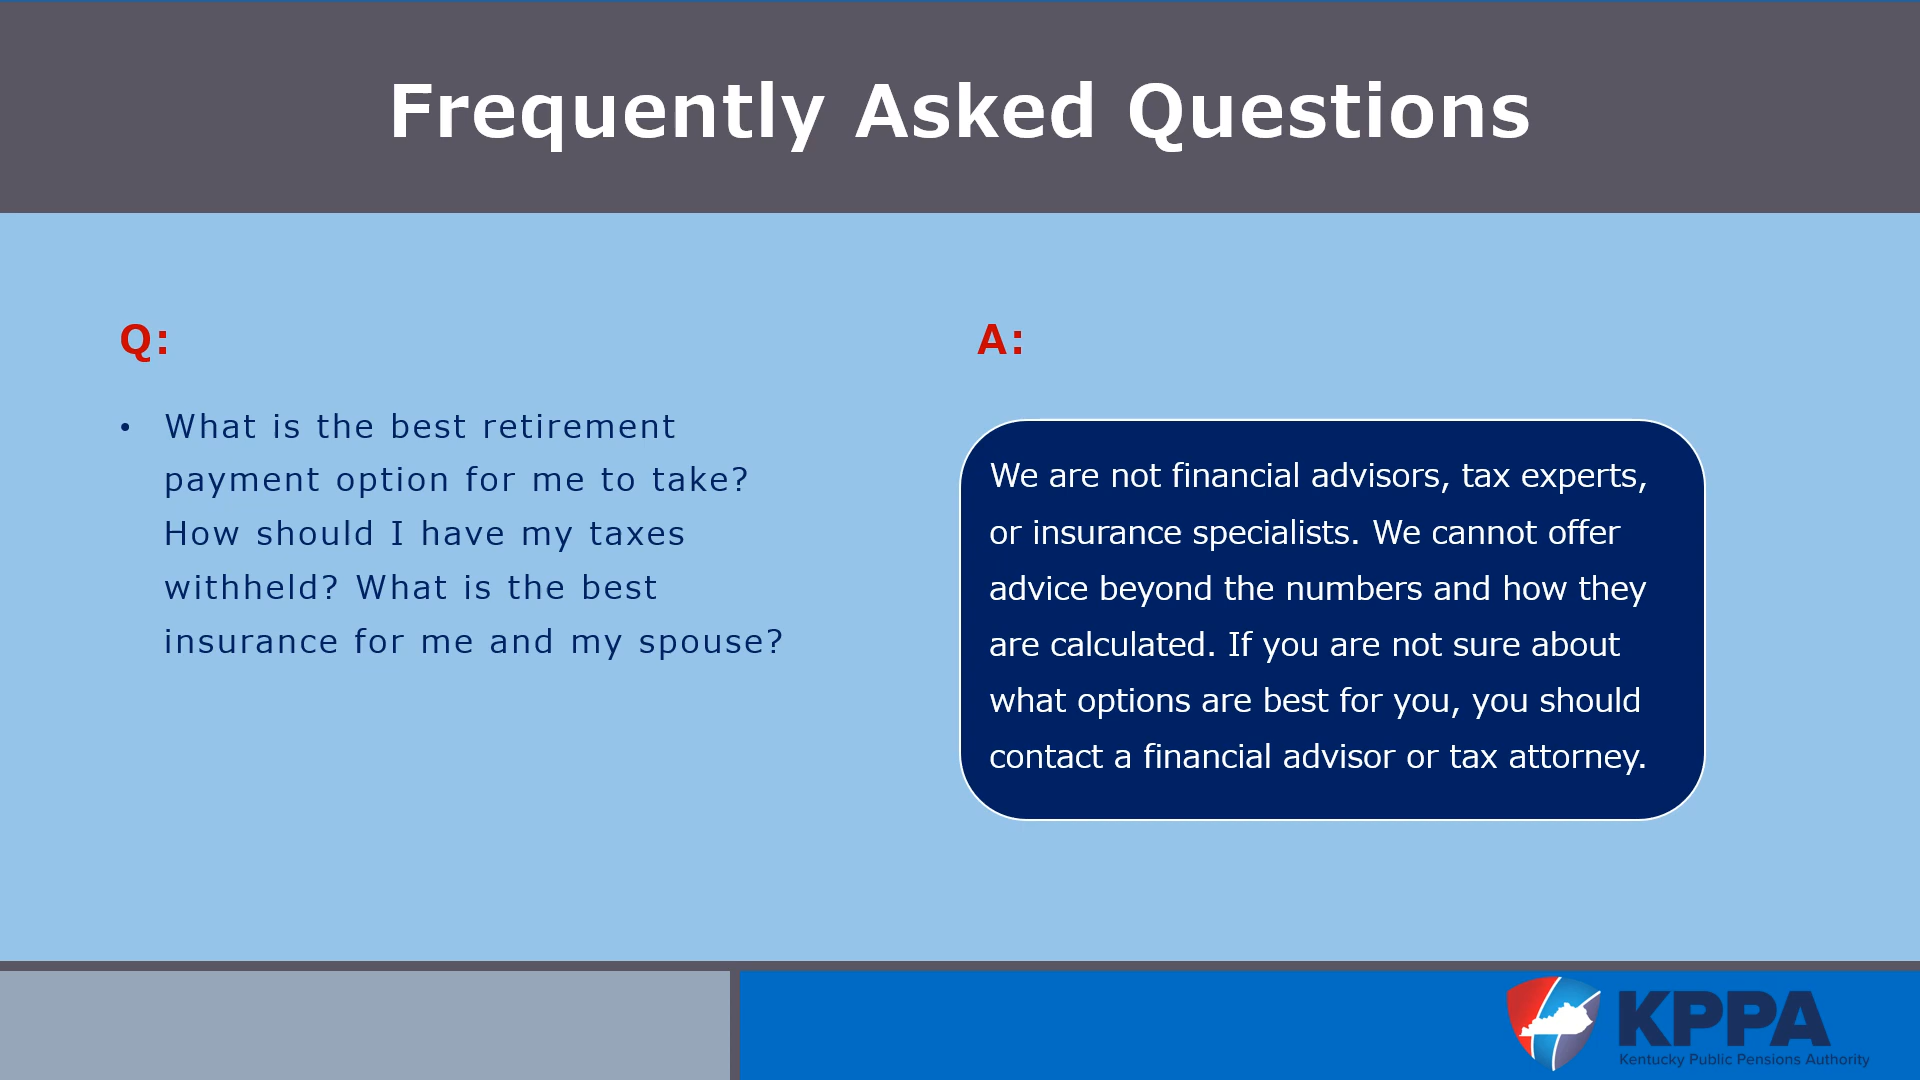 Frequently Asked Questions
Q:
• What is the best retirement
payment option for me to take?
How should I have my taxes
withheld? What is the best
insurance for me and my spouse?
A:
We are not financial advisors, tax experts,
or insurance specialists. We cannot offer
advice beyond the numbers and how they
are calculated. If you are not sure about
what options are best for you, you should
contact a financial advisor or tax attorney.
KPPA
Kentucky Public Pensions Authority